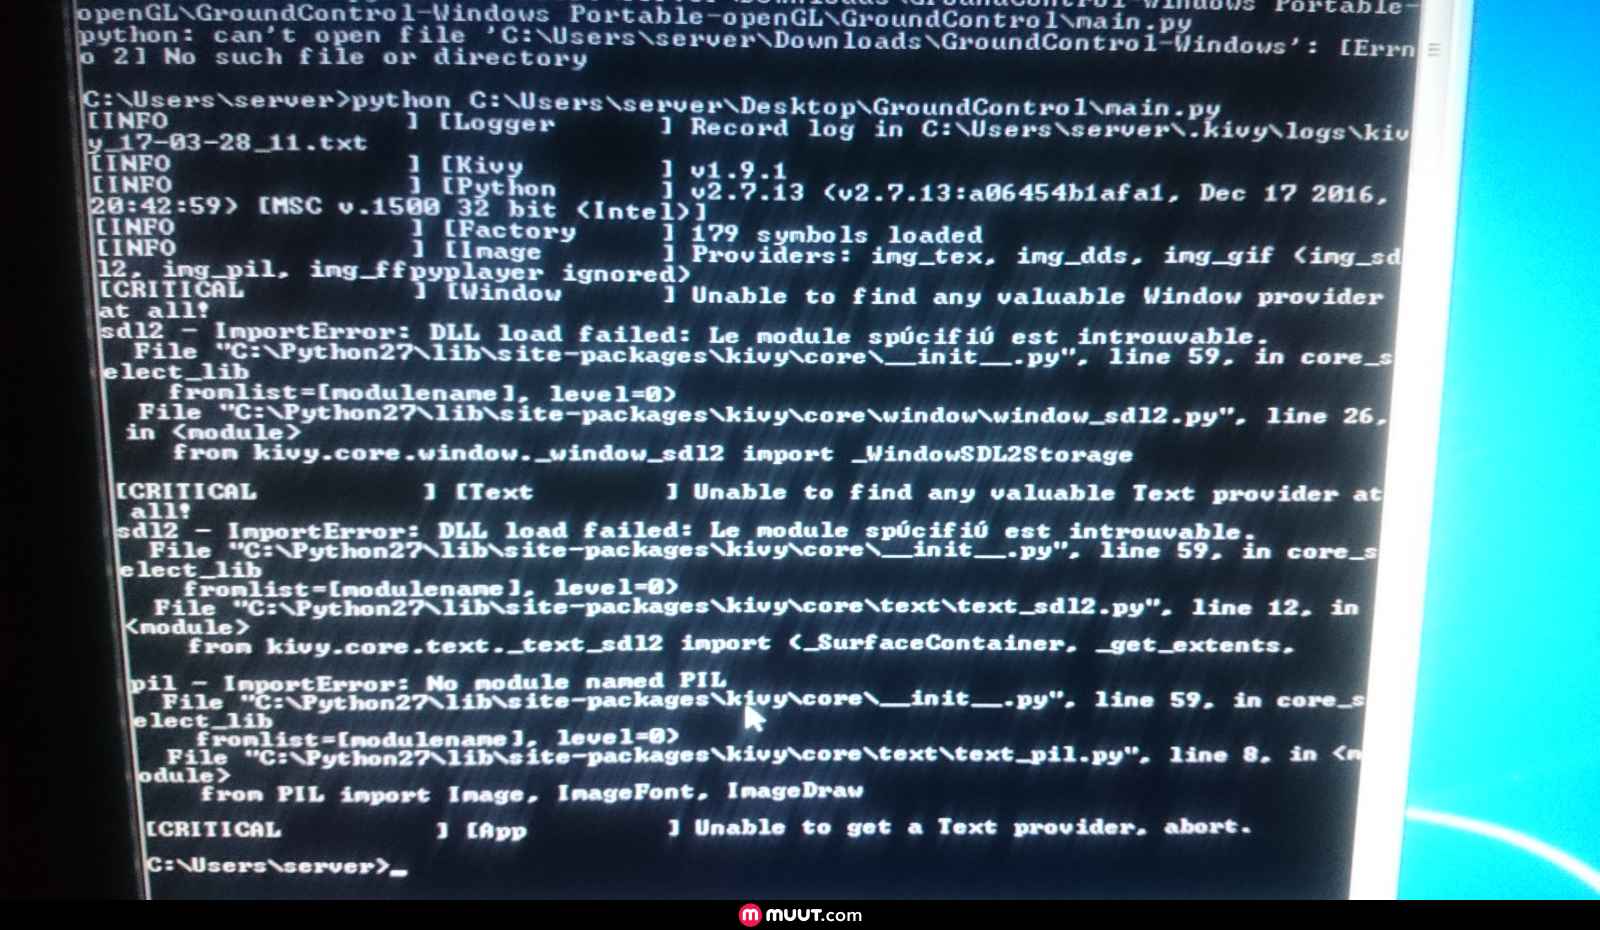 openGL\GroundControl-Windows Portable-openGL\GroundControl\main.py
python: can't open file 'C:\Users\server\Downloads\GroundControl-Windows': [Errn
o 2] No such file or directory
C:\Users\server>python C:\Users\server\Desktop\GroundControl\main.py
[INFO ] [Logger ] Record log in C:\Users\server\.kivy\logs\kiv
y_17-03-28_11.txt
[INFO ] [Kivy ] v1.9.1
[INFO ] [Python ] v2.7.13 (v2.7.13:a06454b1afa1, Dec 17 2016,
20:42:59) [MSC v.1500 32 bit (Intel)]
[INFO ] [Factory ] 179 symbols loaded
[INFO ] [Image ] Providers: img_tex, img_dds, img_gif (img_sd
l2, img_pil, img_ffpyplayer ignored)
[CRITICAL ] [Window ] Unable to find any valuable Window provider
at all!
sdl2 - ImportError: DLL load failed: Le module spÚcifiÚ est introuvable.
File "C:\Python27\lib\site-packages\kivy\core\__init__.py", line 59, in core_s
elect_lib
fromlist=[modulename], level=0)
File "C:\Python27\lib\site-packages\kivy\core\window\window_sdl2.py", line 26,
in <module>
from kivy.core.window._window_sdl2 import _WindowSDL2Storage
[CRITICAL ] [Text ] Unable to find any valuable Text provider at
all!
sdl2 - ImportError: DLL load failed: Le module spÚcifiÚ est introuvable.
File "C:\Python27\lib\site-packages\kivy\core\__init__.py", line 59, in core_s
elect_lib
fromlist=[modulename], level=0)
File "C:\Python27\lib\site-packages\kivy\core\text\text_sdl2.py", line 12, in
<module>
from kivy.core.text._text_sdl2 import (_SurfaceContainer, _get_extents,
pil - ImportError: No module named PIL
File "C:\Python27\lib\site-packages\kivy\core\__init__.py", line 59, in core_s
elect_lib
fromlist=[modulename], level=0)
File "C:\Python27\lib\site-packages\kivy\core\text\text_pil.py", line 8, in <m
odule>
from PIL import Image, ImageFont, ImageDraw
[CRITICAL ] [App ] Unable to get a Text provider, abort.
C:\Users\server>_
m MUUT.com